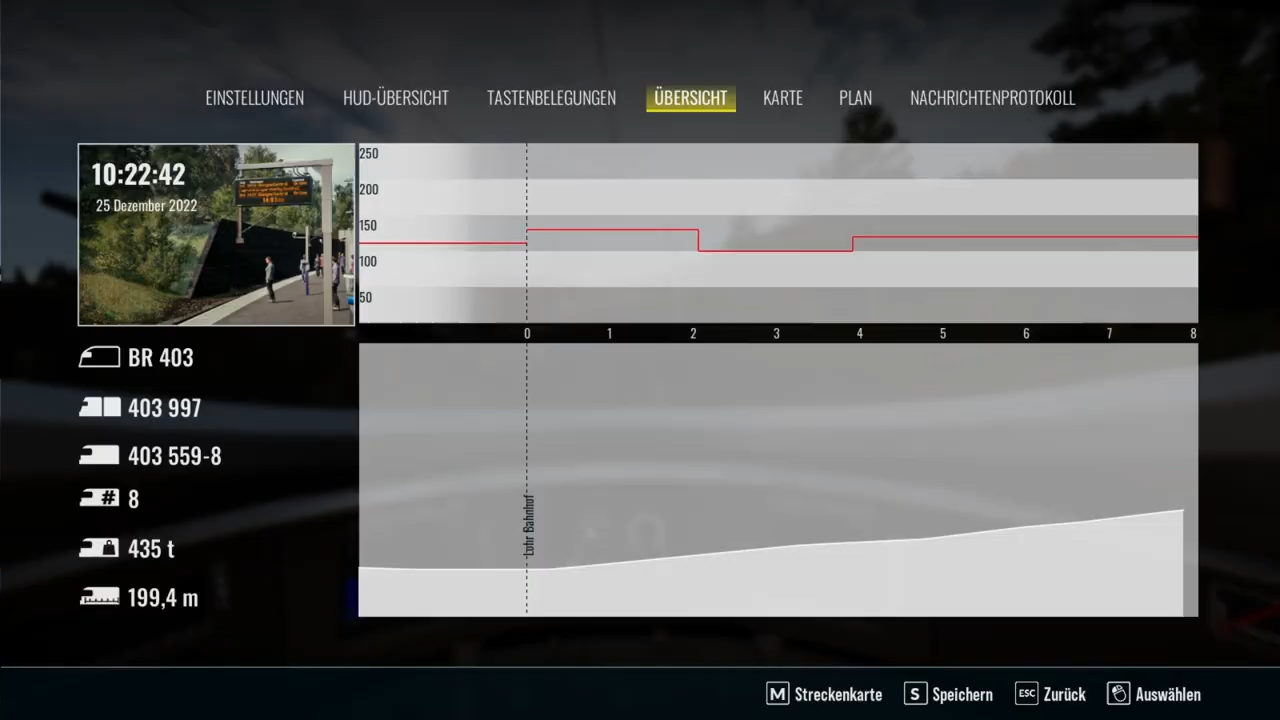 EINSTELLUNGEN HUD-ÜBERSICHT TASTENBELEGUNGEN ÜBERSICHT KARTE PLAN NACHRICHTENPROTOKOLL
10:22:42
25 Dezember 2022
250
200
150
100
50
0 1 2 3 4 5 6 7 8
Lohr Bahnhof
BR 403
403 997
403 559-8
# 8
435 t
199,4 m
M Streckenkarte S Speichern ESC Zurück Auswählen